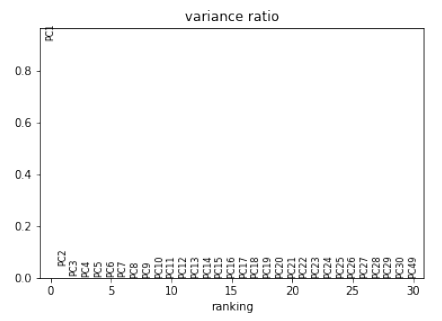 variance ratio
0.8
0.6
0.4
0.2
0.0
PC1
PC2
PC3
PC4
PC5
PC6
PC7
PC8
PC9
PC10
PC11
PC12
PC13
PC14
PC15
PC16
PC17
PC18
PC19
PC20
PC21
PC22
PC23
PC24
PC25
PC26
PC27
PC28
PC29
PC30
PC49
0 5 10 15 20 25 30
ranking